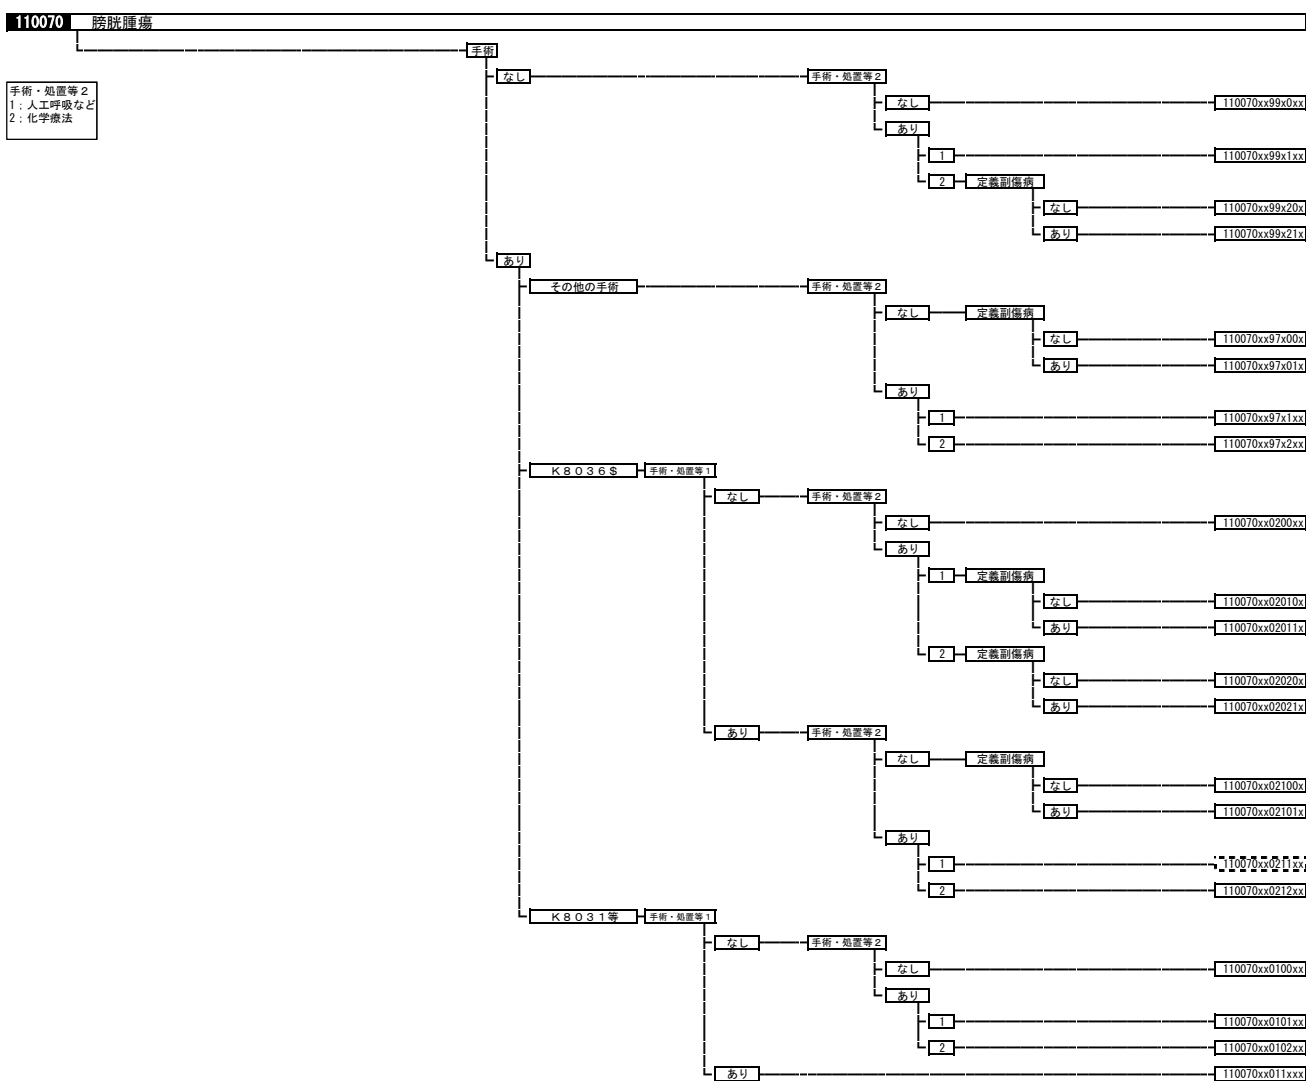 110070 膀胱腫瘍
手術
なし 手術・処置等2
手術・処置等2
1;人工呼吸など
2;化学療法
なし 110070xx99x0xx
あり
1 110070xx99x1xx
2 定義副傷病
なし 110070xx99x20x
あり 110070xx99x21x
あり
その他の手術 手術・処置等2
なし 定義副傷病
なし 110070xx97x00x
あり 110070xx97x01x
あり
1 110070xx97x1xx
2 110070xx97x2xx
K8036$ 手術・処置等1
なし 手術・処置等2
なし 110070xx0200xx
あり
1 定義副傷病
なし 110070xx02010x
あり 110070xx02011x
2 定義副傷病
なし 110070xx02020x
あり 110070xx02021x
あり 手術・処置等2
なし 定義副傷病
なし 110070xx02100x
あり 110070xx02101x
あり
1 110070xx0211xx
2 110070xx0212xx
K8031等 手術・処置等1
なし 手術・処置等2
なし 110070xx0100xx
あり
1 110070xx0101xx
2 110070xx0102xx
あり 110070xx011xxx